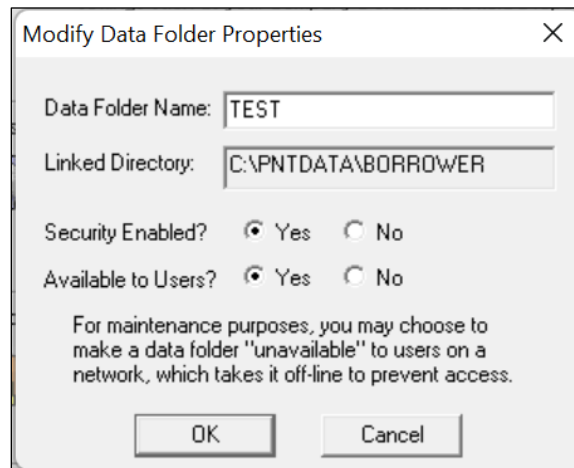 Modify Data Folder Properties
Data Folder Name: TEST
Linked Directory: C:\PNTDATA\BORROWER
Security Enabled? Yes No
Available to Users? Yes No
For maintenance purposes, you may choose to
make a data folder "unavailable" to users on a
network, which takes it off-line to prevent access.
OK Cancel